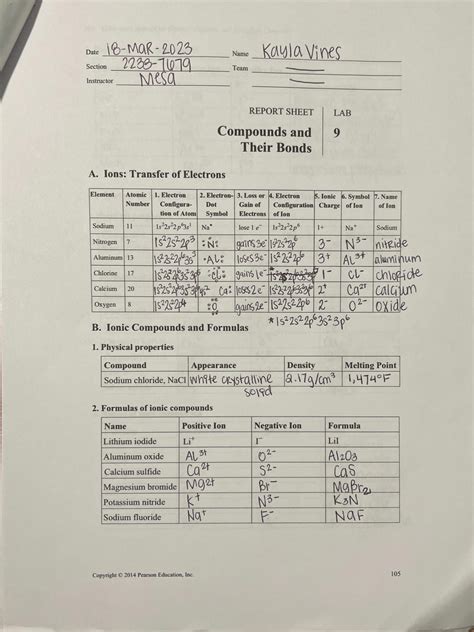 Date 18-MAR-2023 Name Kayla Vines
Section 2238-7679 Team
Instructor Mesa
REPORT SHEET LAB
Compounds and 9
Their Bonds
A. Ions: Transfer of Electrons
Element Atomic Number 1. Electron Configuration of Atom 2. Electron-Dot Symbol 3. Loss or Gain of Electrons 4. Electron Configuration of Ion 5. Ionic Charge 6. Symbol of Ion 7. Name of Ion
Sodium 11 1s²2s²2p⁶3s¹ Na• lose 1 e⁻ 1s²2s²2p⁶ 1+ Na⁺ Sodium
Nitrogen 7 1s²2s²2p³ gains 3e⁻ 1s²2s²2p⁶ 3- N³⁻ nitride
Aluminum 13 loses 3e⁻ 1s²2s²2p⁶ 3+ AL³⁺ aluminum
Chlorine 17 gains 1e⁻ 1- CL⁻ chloride
Calcium 20 Ca: loses 2e⁻ 2+ Ca²⁺ calcium
Oxygen 8 1s²2s²2p⁴ gains 2e⁻ 1s²2s²2p⁶ 2- O²⁻ oxide
*1s²2s²2p⁶3s²3p⁶
B. Ionic Compounds and Formulas
1. Physical properties
Compound Appearance Density Melting Point
Sodium chloride, NaCl white crystalline 2.17g/cm³ 1,474°F
solid
2. Formulas of ionic compounds
Name Positive Ion Negative Ion Formula
Lithium iodide Li⁺ I⁻ LiI
Aluminum oxide AL³⁺ O²⁻ Al2O3
Calcium sulfide Ca²⁺ S²⁻ CaS
Magnesium bromide Mg²⁺ Br⁻ MgBr₂
Potassium nitride K⁺ N³⁻ K₃N
Sodium fluoride Na⁺ F⁻ NaF
Copyright © 2014 Pearson Education, Inc. 105